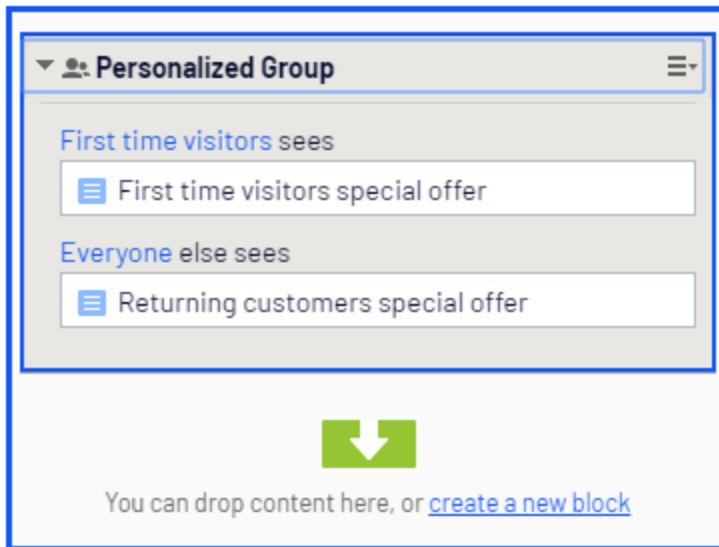 Personalized Group
First time visitors sees
First time visitors special offer
Everyone else sees
Returning customers special offer
You can drop content here, or create a new block